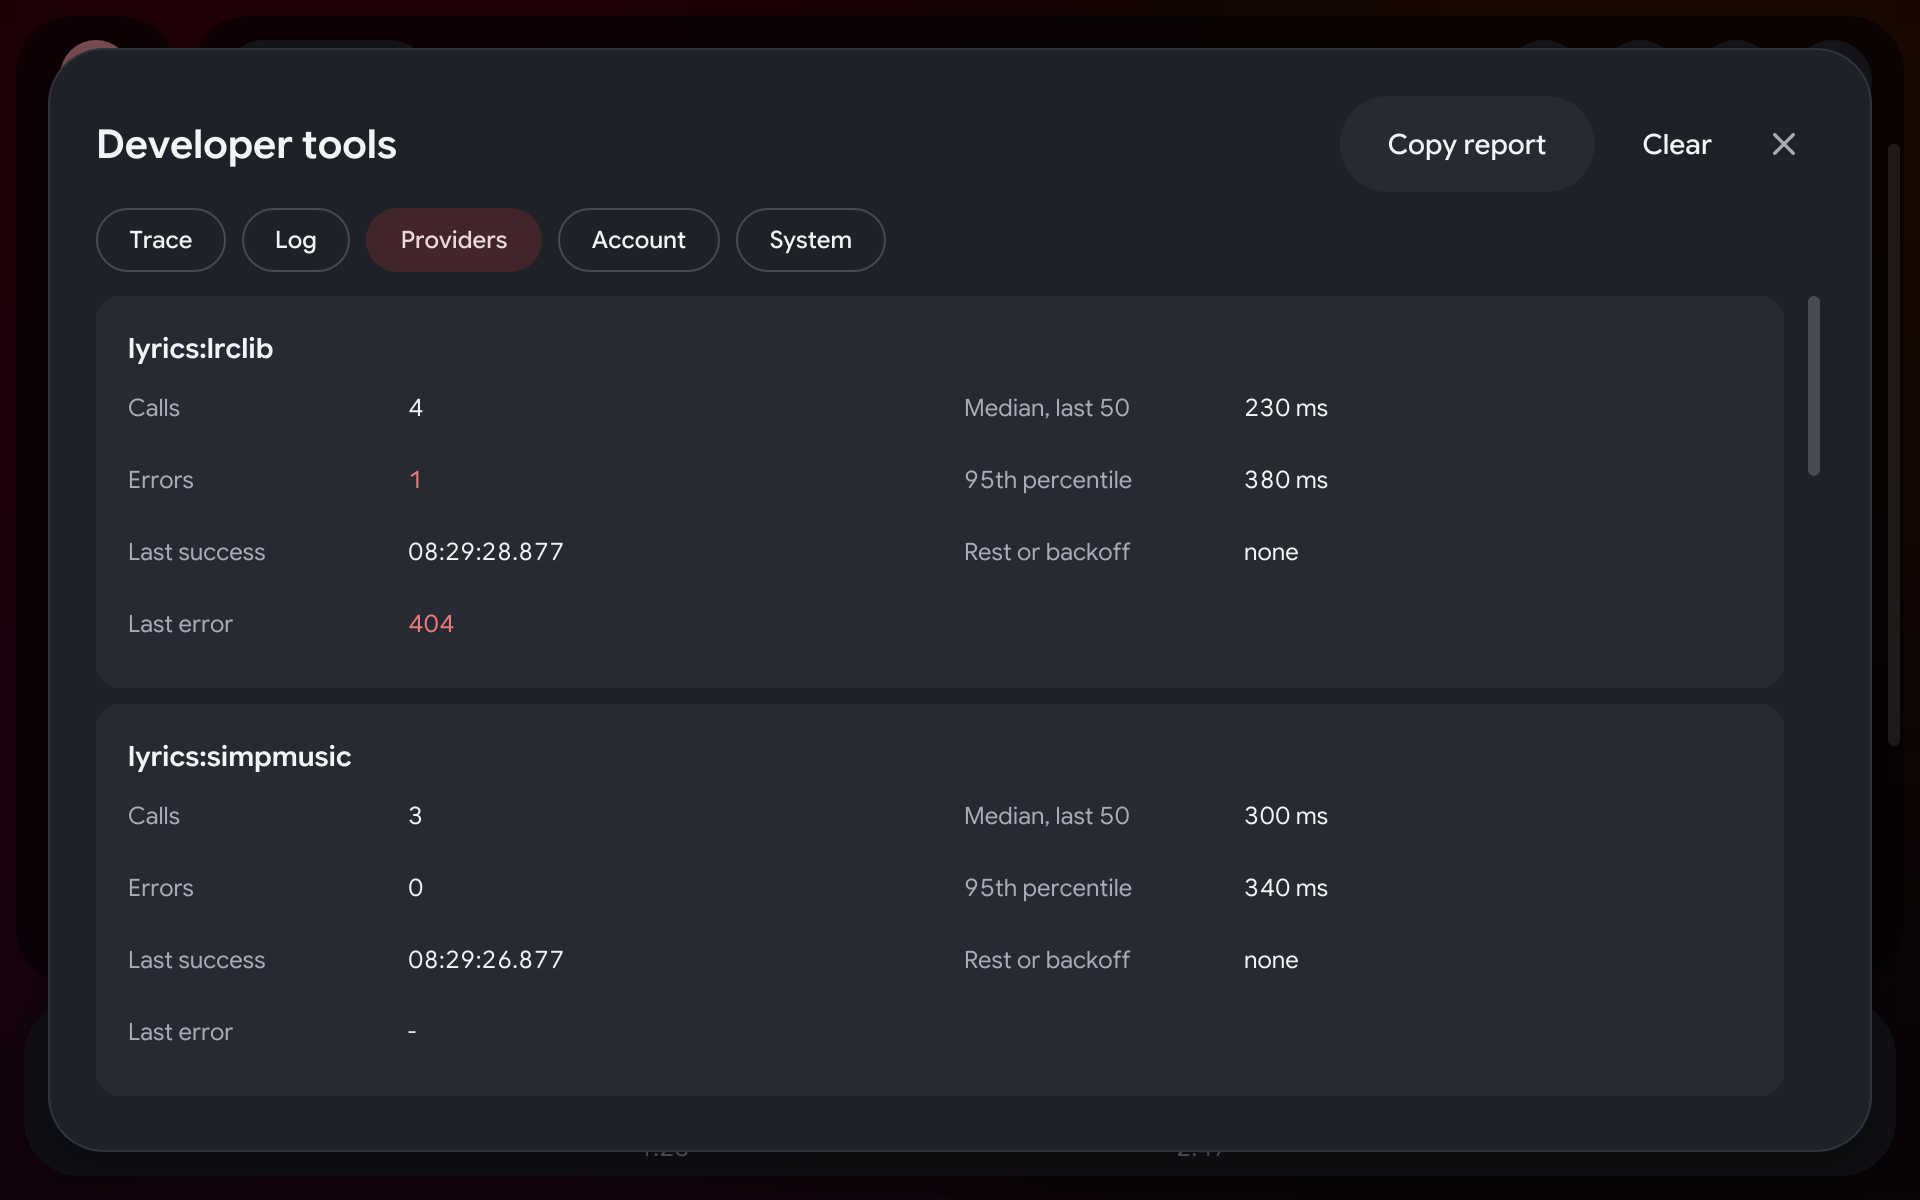 Developer tools
Copy report
Clear
Trace
Log
Providers
Account
System
lyrics:lrclib
Calls 4 Median, last 50 230 ms
Errors 1 95th percentile 380 ms
Last success 08:29:28.877 Rest or backoff none
Last error 404
lyrics:simpmusic
Calls 3 Median, last 50 300 ms
Errors 0 95th percentile 340 ms
Last success 08:29:26.877 Rest or backoff none
Last error -